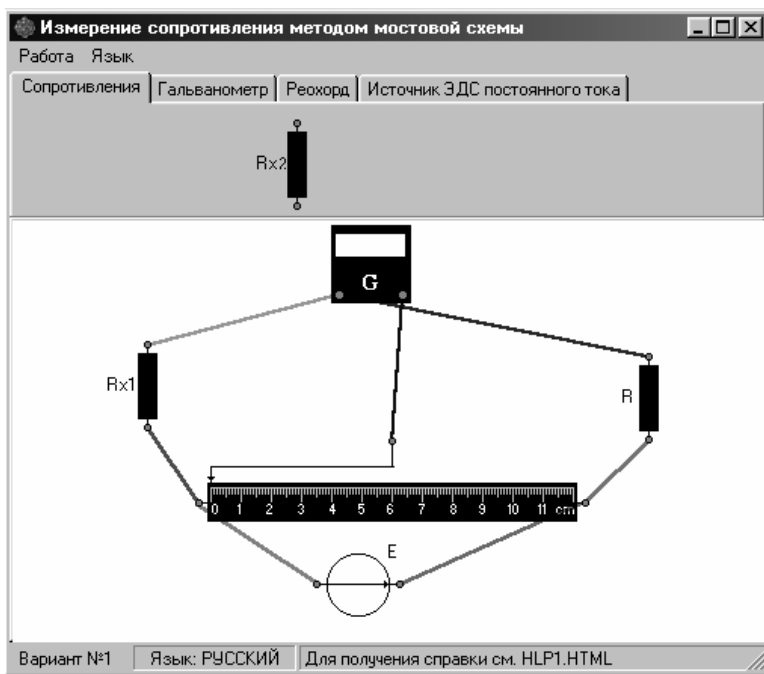 Измерение сопротивления методом мостовой схемы
Работа Язык
Сопротивления Гальванометр Реохорд Источник ЭДС постоянного тока
Rx2
G
Rx1
R
0 1 2 3 4 5 6 7 8 9 10 11 cm
E
Вариант №1 Язык: РУССКИЙ Для получения справки см. HLP1.HTML